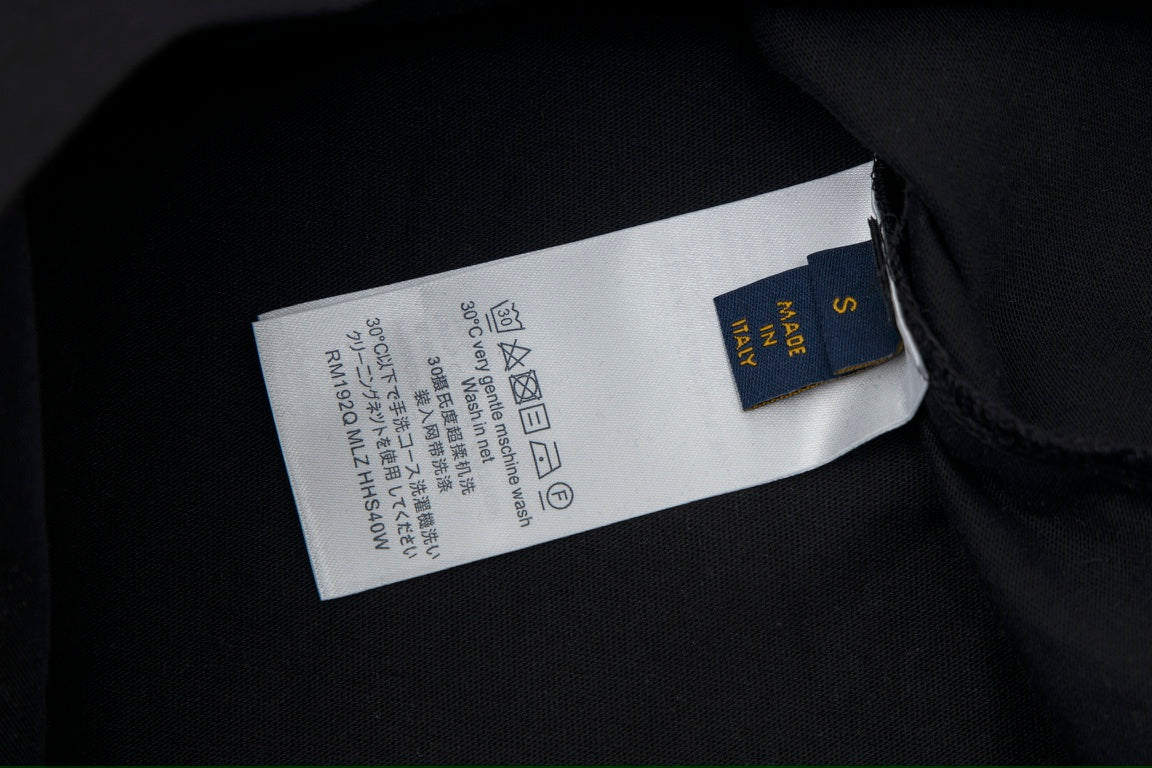 30
F
30°C very gentle mschine wash
Wash in net
30摄氏度超揉机洗
装入网带洗涤
30°C以下で手洗コース洗濯機洗い
クリーニングネットを使用してください
RM192Q MLZ HHS40W
S
MADE
IN
ITALY